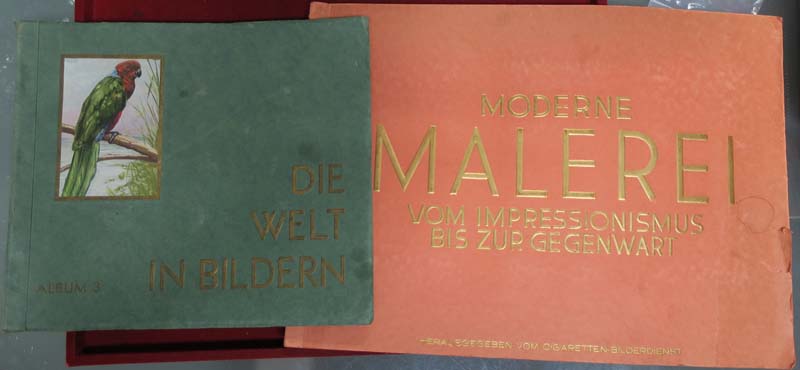 DIE
WELT
IN BILDERN
ALBUM 3
MODERNE
MALEREI
VOM IMPRESSIONISMUS
BIS ZUR GEGENWART
HERAUSGEGEBEN VOM CIGARETTEN-BILDERDIENST